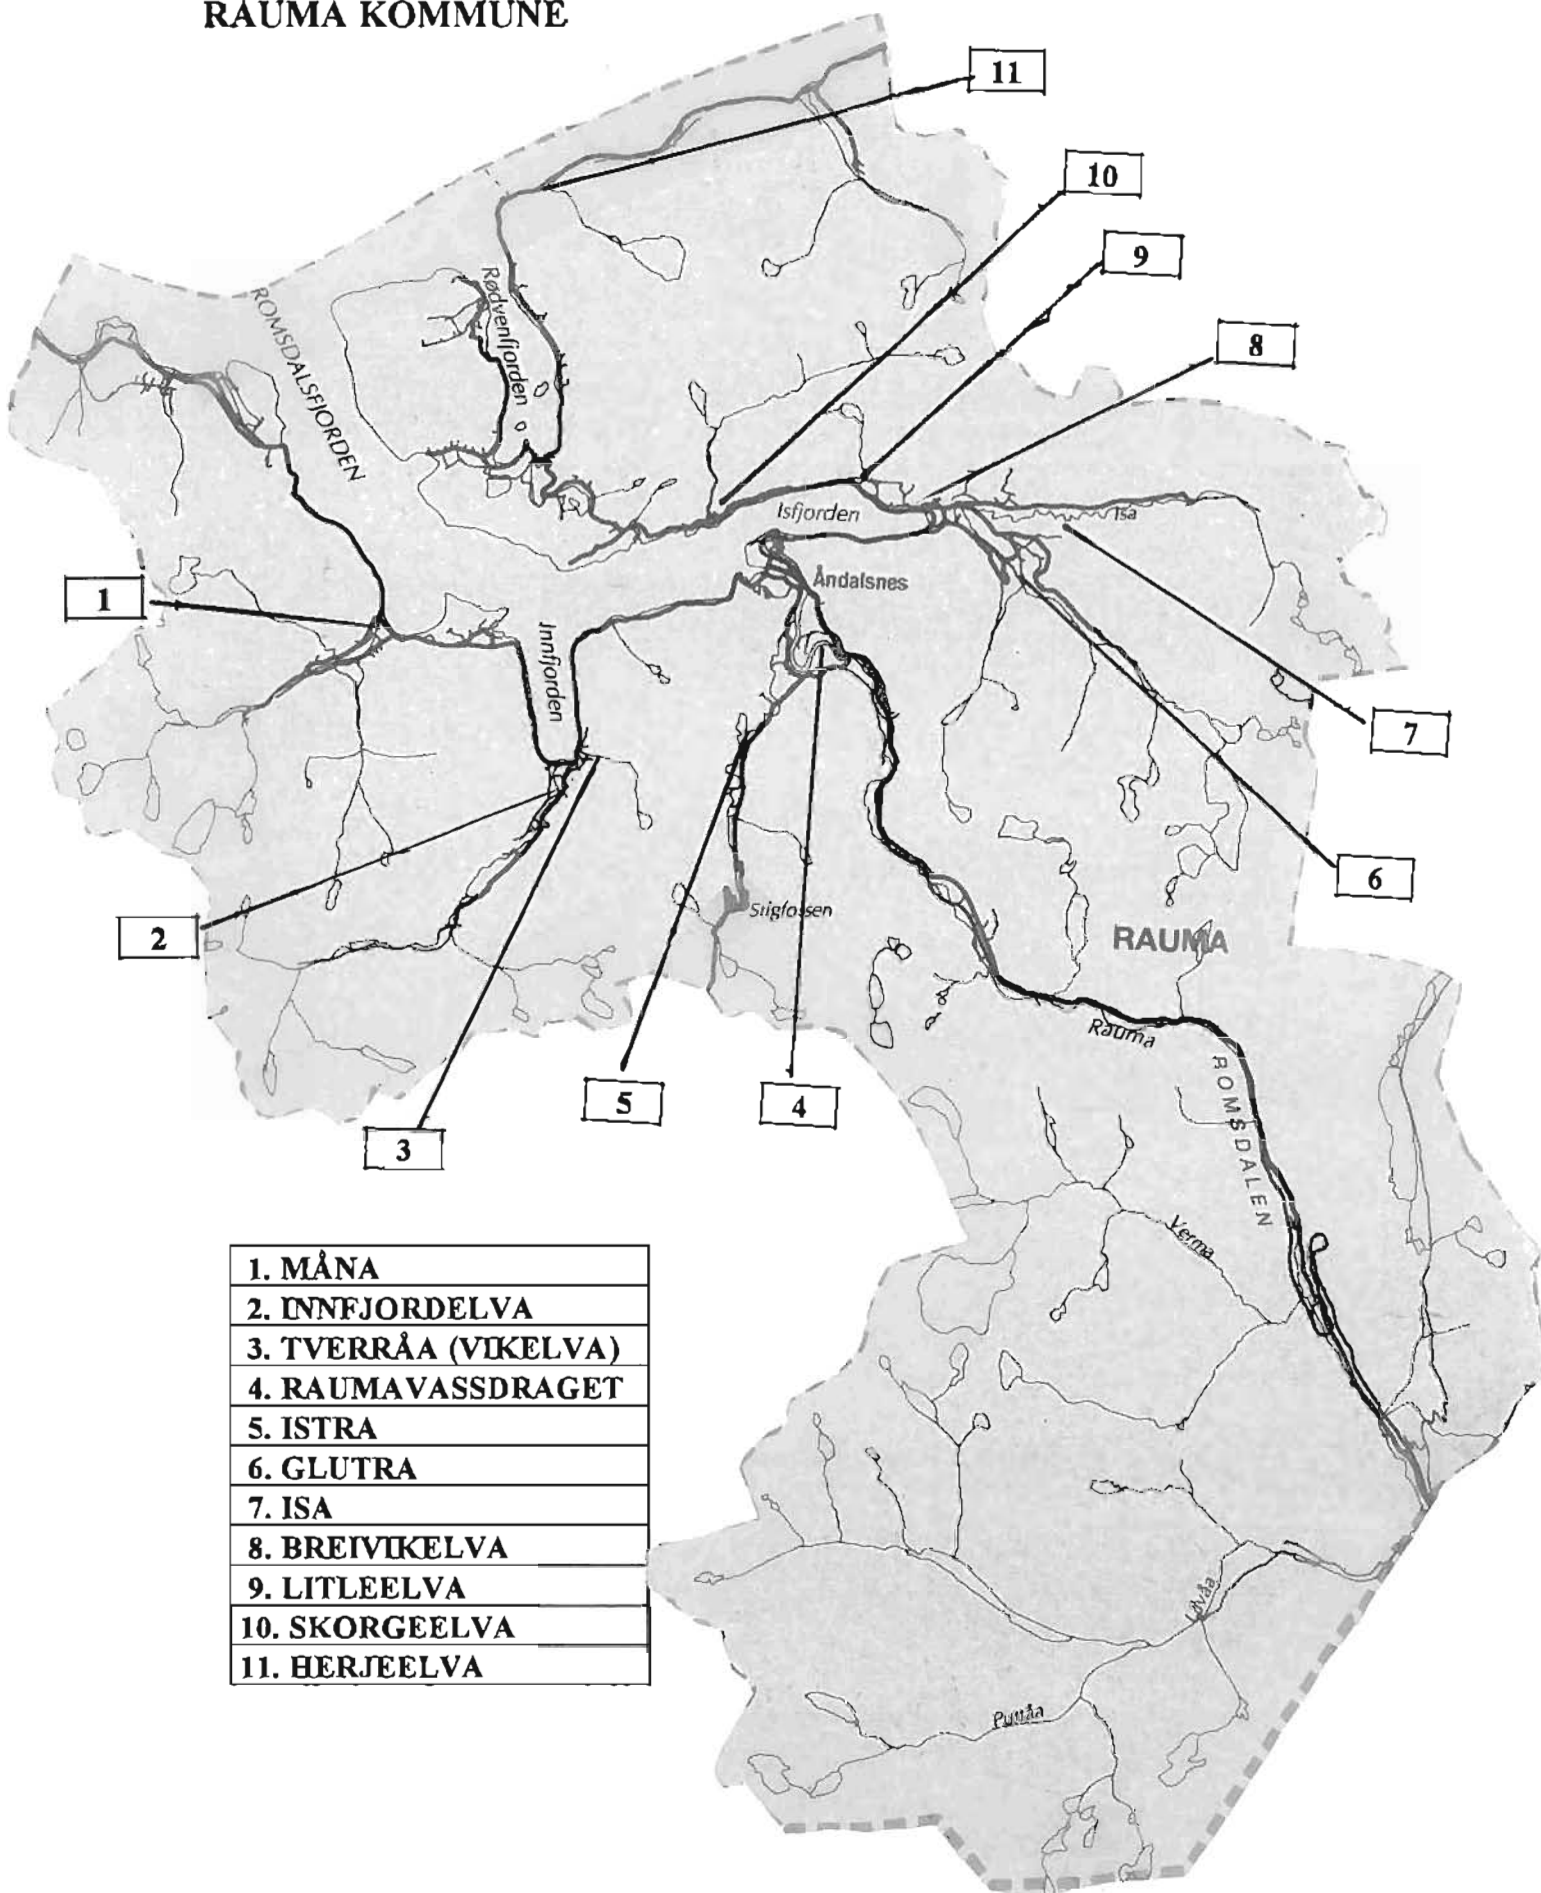 RAUMA KOMMUNE
11
10
9
8
Rødvenfjorden
ROMSDALSFJORDEN
Isfjorden
Isa
Åndalsnes
1
Innfjorden
7
6
2
Stigfossen
RAUMA
Rauma
5
4
3
ROMSDALEN
Verma
1. MÅNA
2. INNFJORDELVA
3. TVERRÅA (VIKELVA)
4. RAUMAVASSDRAGET
5. ISTRA
6. GLUTRA
7. ISA
8. BREIVIKELVA
9. LITLEELVA
10. SKORGEELVA
11. HERJEELVA
Puttåa